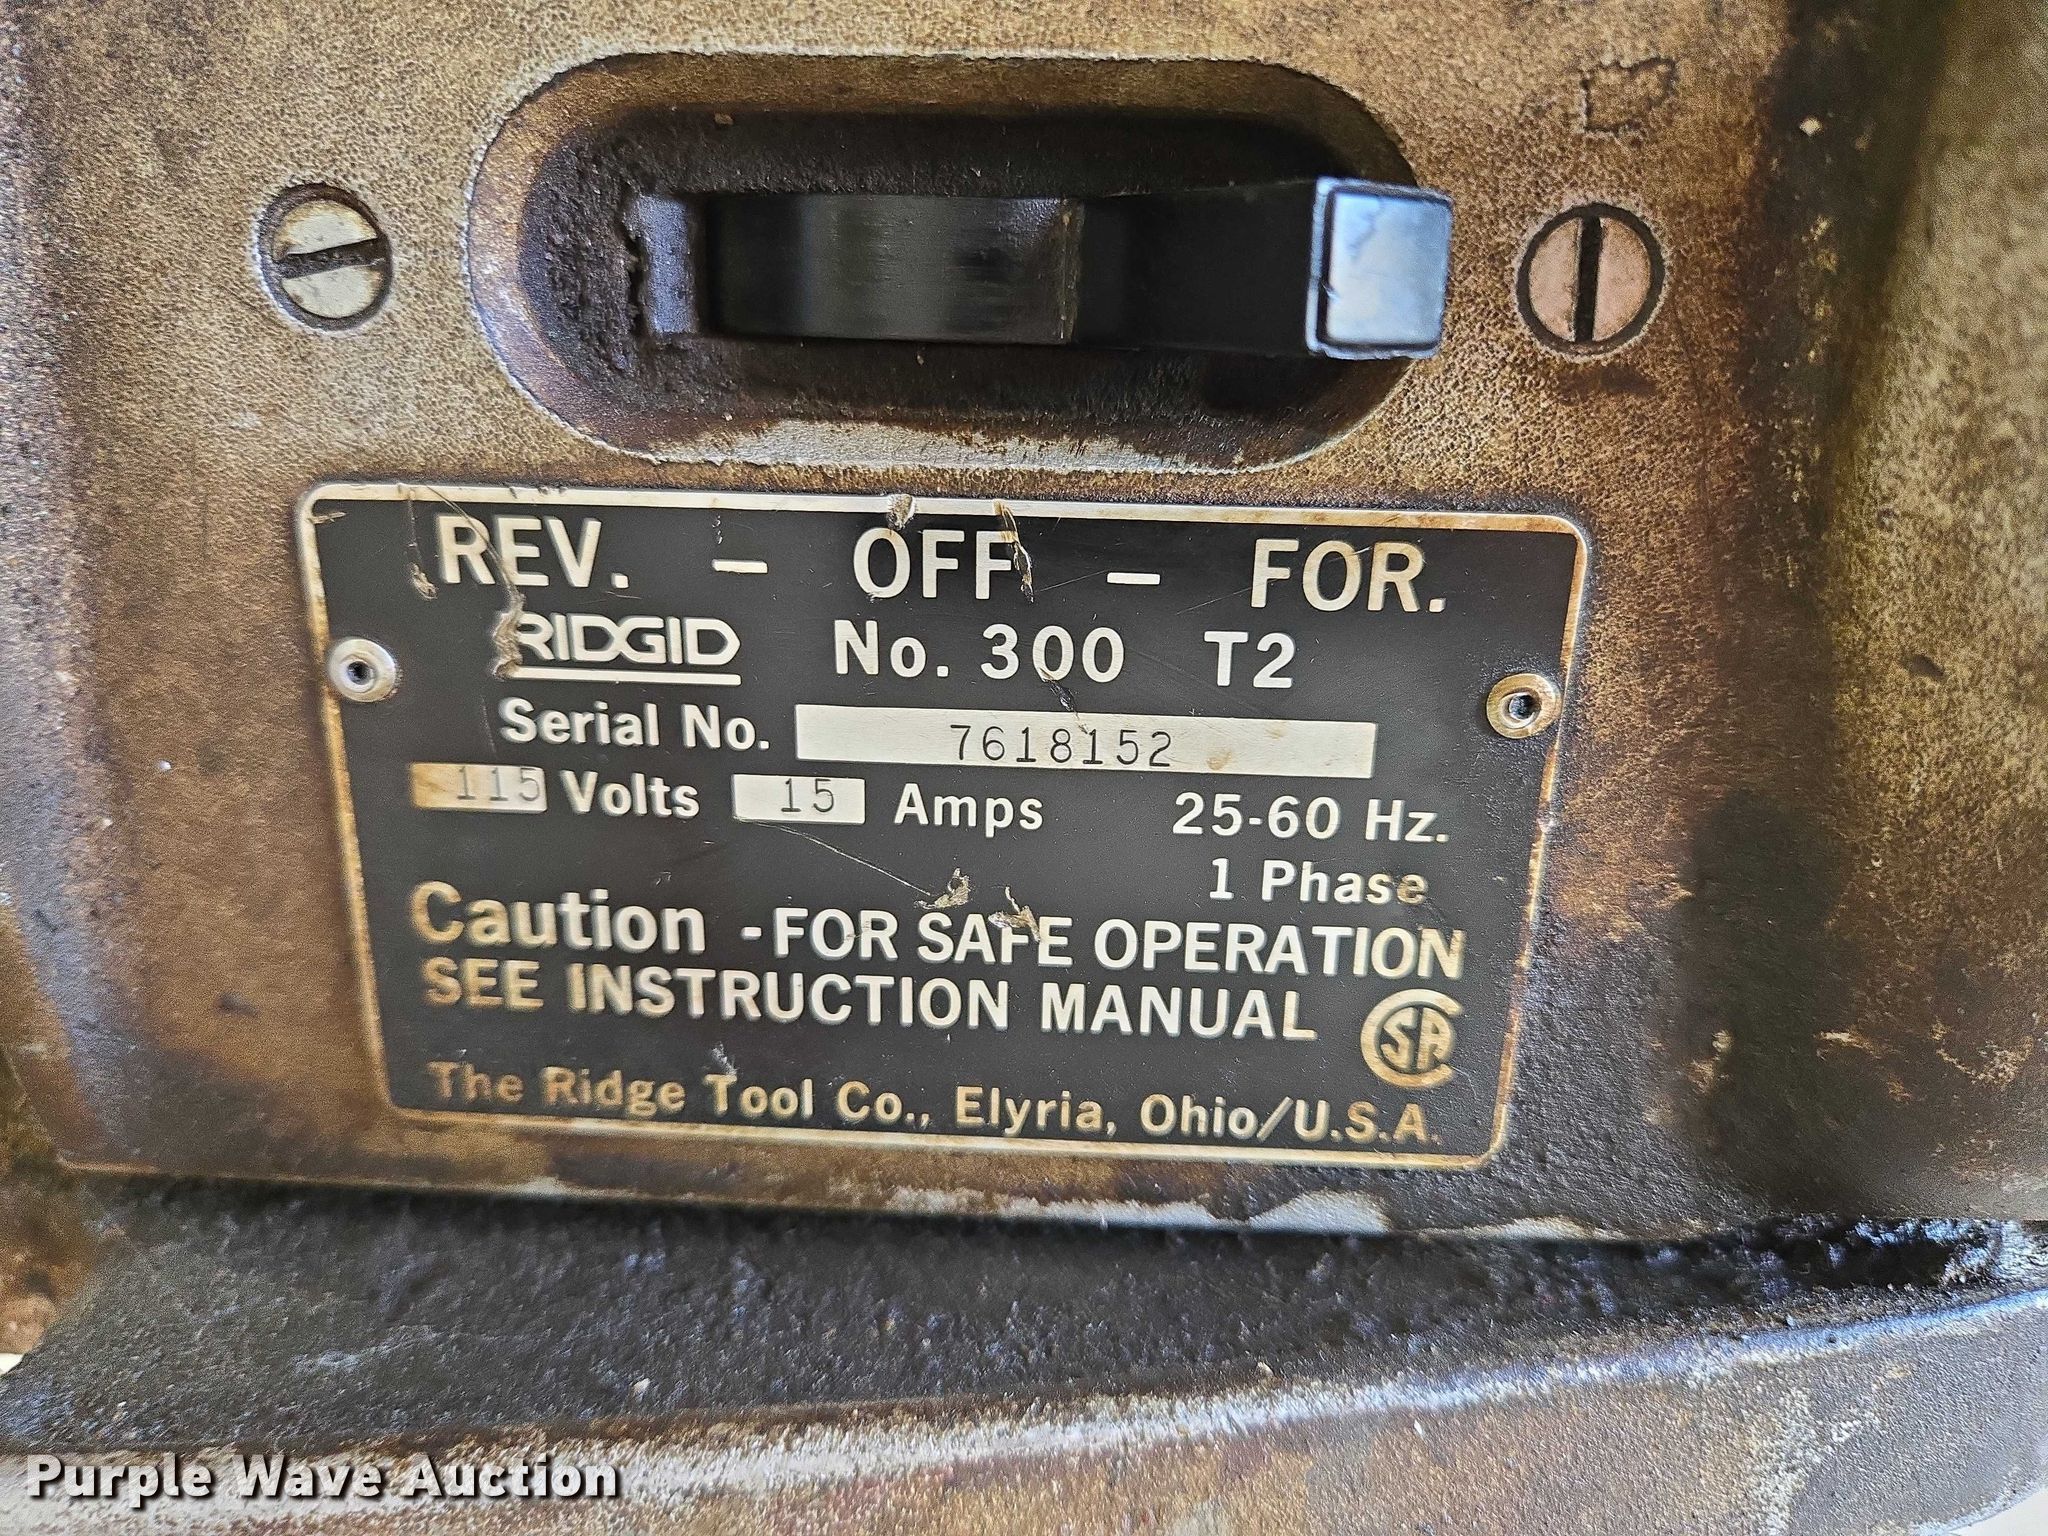 REV. - OFF - FOR.
RIDGID No. 300 T2
Serial No. 7618152
115 Volts 15 Amps 25-60 Hz.
1 Phase
Caution - FOR SAFE OPERATION
SEE INSTRUCTION MANUAL CSA
The Ridge Tool Co., Elyria, Ohio/U.S.A.
Purple Wave Auction